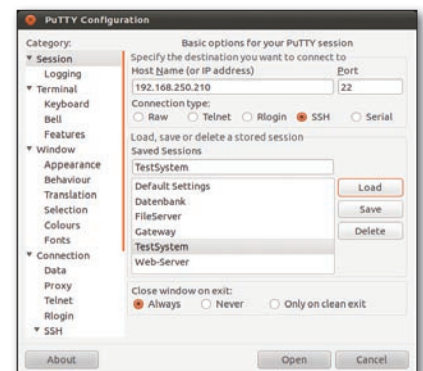 PuTTY Configuration
Category:
▼ Session
Logging
▼ Terminal
Keyboard
Bell
Features
▼ Window
Appearance
Behaviour
Translation
Selection
Colours
Fonts
▼ Connection
Data
Proxy
Telnet
Rlogin
▼ SSH
Basic options for your PuTTY session
Specify the destination you want to connect to
Host Name (or IP address) Port
192.168.250.210 22
Connection type:
Raw Telnet Rlogin SSH Serial
Load, save or delete a stored session
Saved Sessions
TestSystem
Default Settings
Datenbank
FileServer
Gateway
TestSystem
Web-Server
Load
Save
Delete
Close window on exit:
Always Never Only on clean exit
About Open Cancel